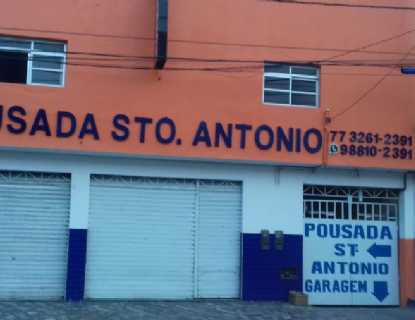 USADA STO. ANTONIO
77 3261-2391
98810-2391
POUSADA
ST-
ANTONIO
GARAGEM